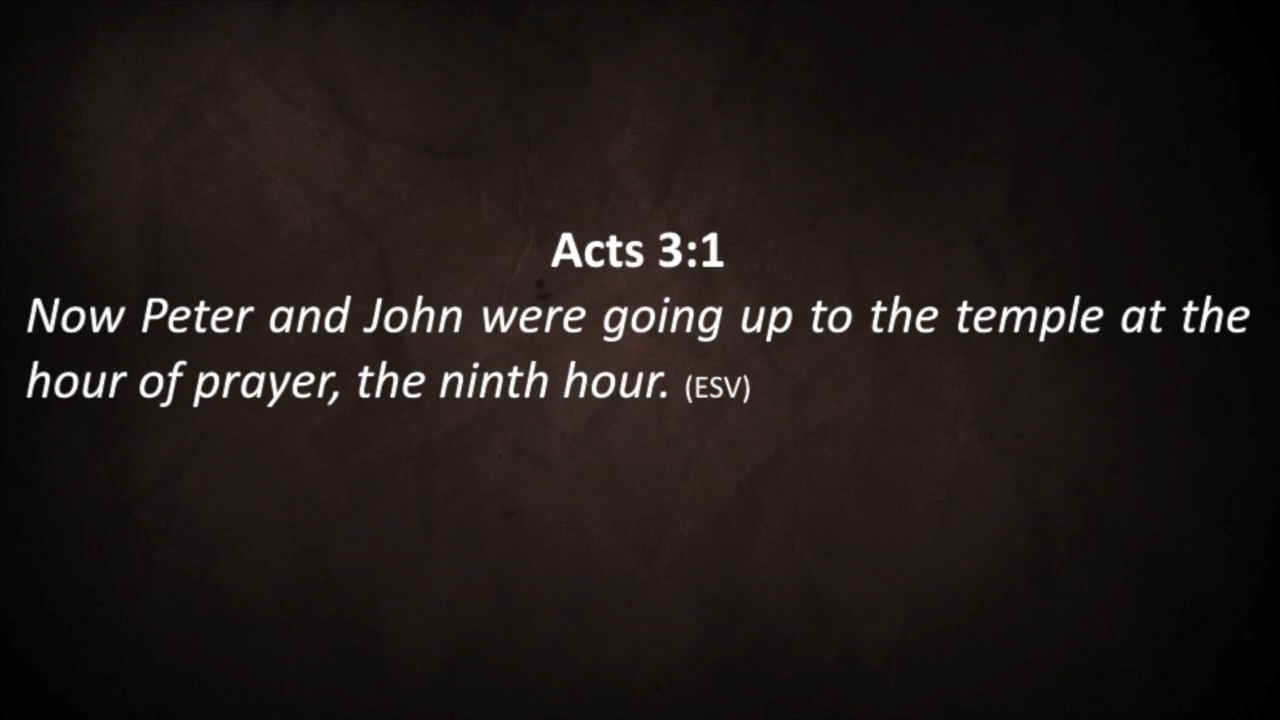 Acts 3:1
Now Peter and John were going up to the temple at the
hour of prayer, the ninth hour. (ESV)